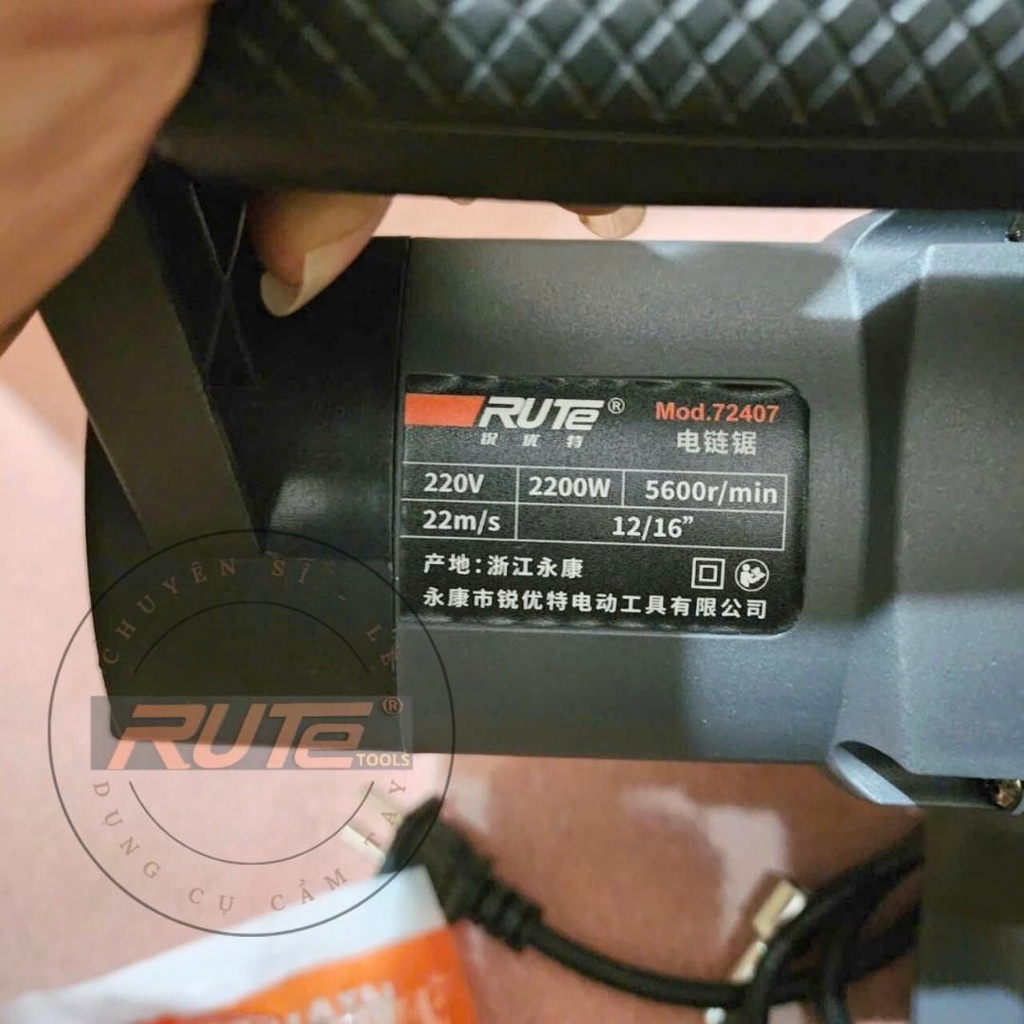 RUTE® Mod.72407
锐优特 电链锯
220V 2200W 5600r/min
22m/s 12/16”
产地:浙江永康
永康市锐优特电动工具有限公司
CHUYÊN SỈ - LẺ
RUTE® TOOLS
DỤNG CỤ CẦM TAY